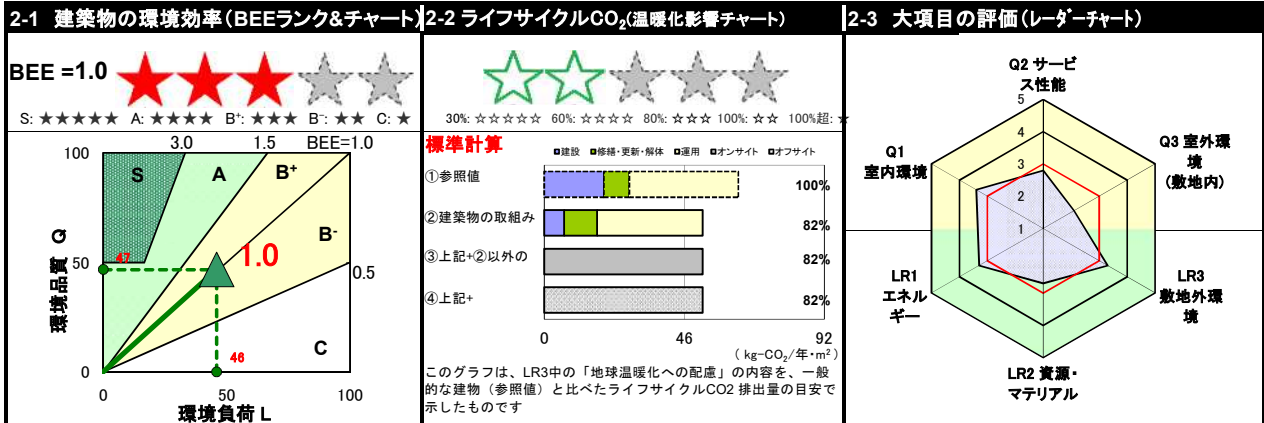 2-1 建築物の環境効率(BEEランク&チャート)
BEE =1.0
S: ★★★★★ A: ★★★★ B⁺: ★★★ B⁻: ★★ C: ★
3.0 1.5 BEE=1.0
100
S
A
B⁺
B⁻
50
47
1.0
0.5
環境品質 Q
46
C
0
0 50 100
環境負荷 L
2-2 ライフサイクルCO₂(温暖化影響チャート)
30%: ☆☆☆☆☆ 60%: ☆☆☆☆ 80%: ☆☆☆ 100%: ☆☆ 100%超: ☆
標準計算
■建設 ■修繕・更新・解体 □運用 ■オンサイト ■オフサイト
①参照値 100%
②建築物の取組み 82%
③上記+②以外の 82%
④上記+ 82%
0 46 92
( kg-CO₂/年・m² )
このグラフは、LR3中の「地球温暖化への配慮」の内容を、一般
的な建物(参照値)と比べたライフサイクルCO2 排出量の目安で
示したものです
2-3 大項目の評価(レーダーチャート)
Q2 サービ
ス性能
5
4
3
2
1
Q1
室内環境
Q3 室外環
境
(敷地内)
LR1
エネル
ギー
LR3
敷地外環
境
LR2 資源・
マテリアル